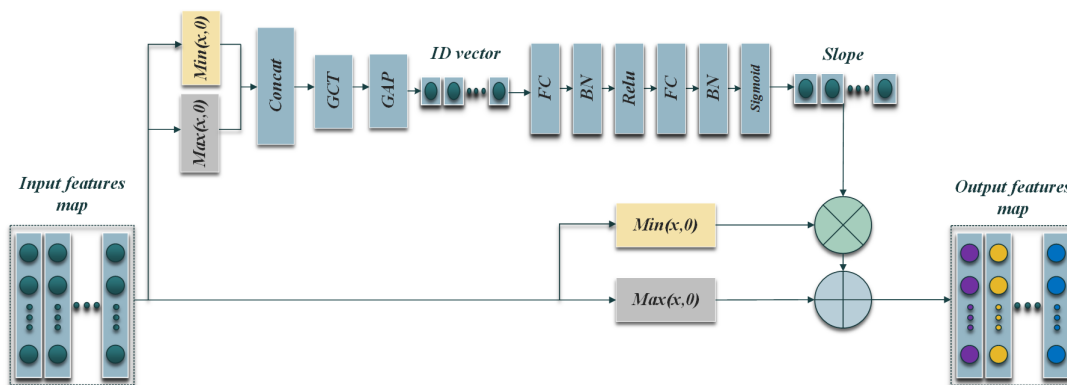 Input features
map
Min(x,0)
Max(x,0)
Concat
GCT
GAP
ID vector
FC
BN
Relu
FC
BN
Sigmoid
Slope
Min(x,0)
Max(x,0)
Output features
map